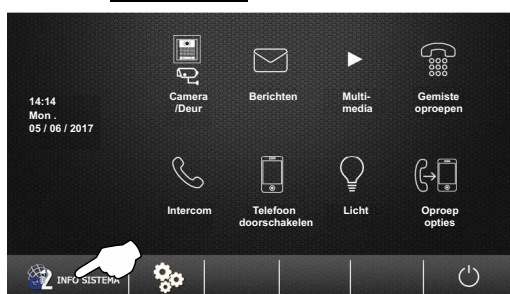 14:14
Mon .
05 / 06 / 2017
Camera
/Deur
Berichten
Multi-
media
Gemiste
oproepen
Intercom
Telefoon
doorschakelen
Licht
Oproep
opties
2 INFO SISTEMA